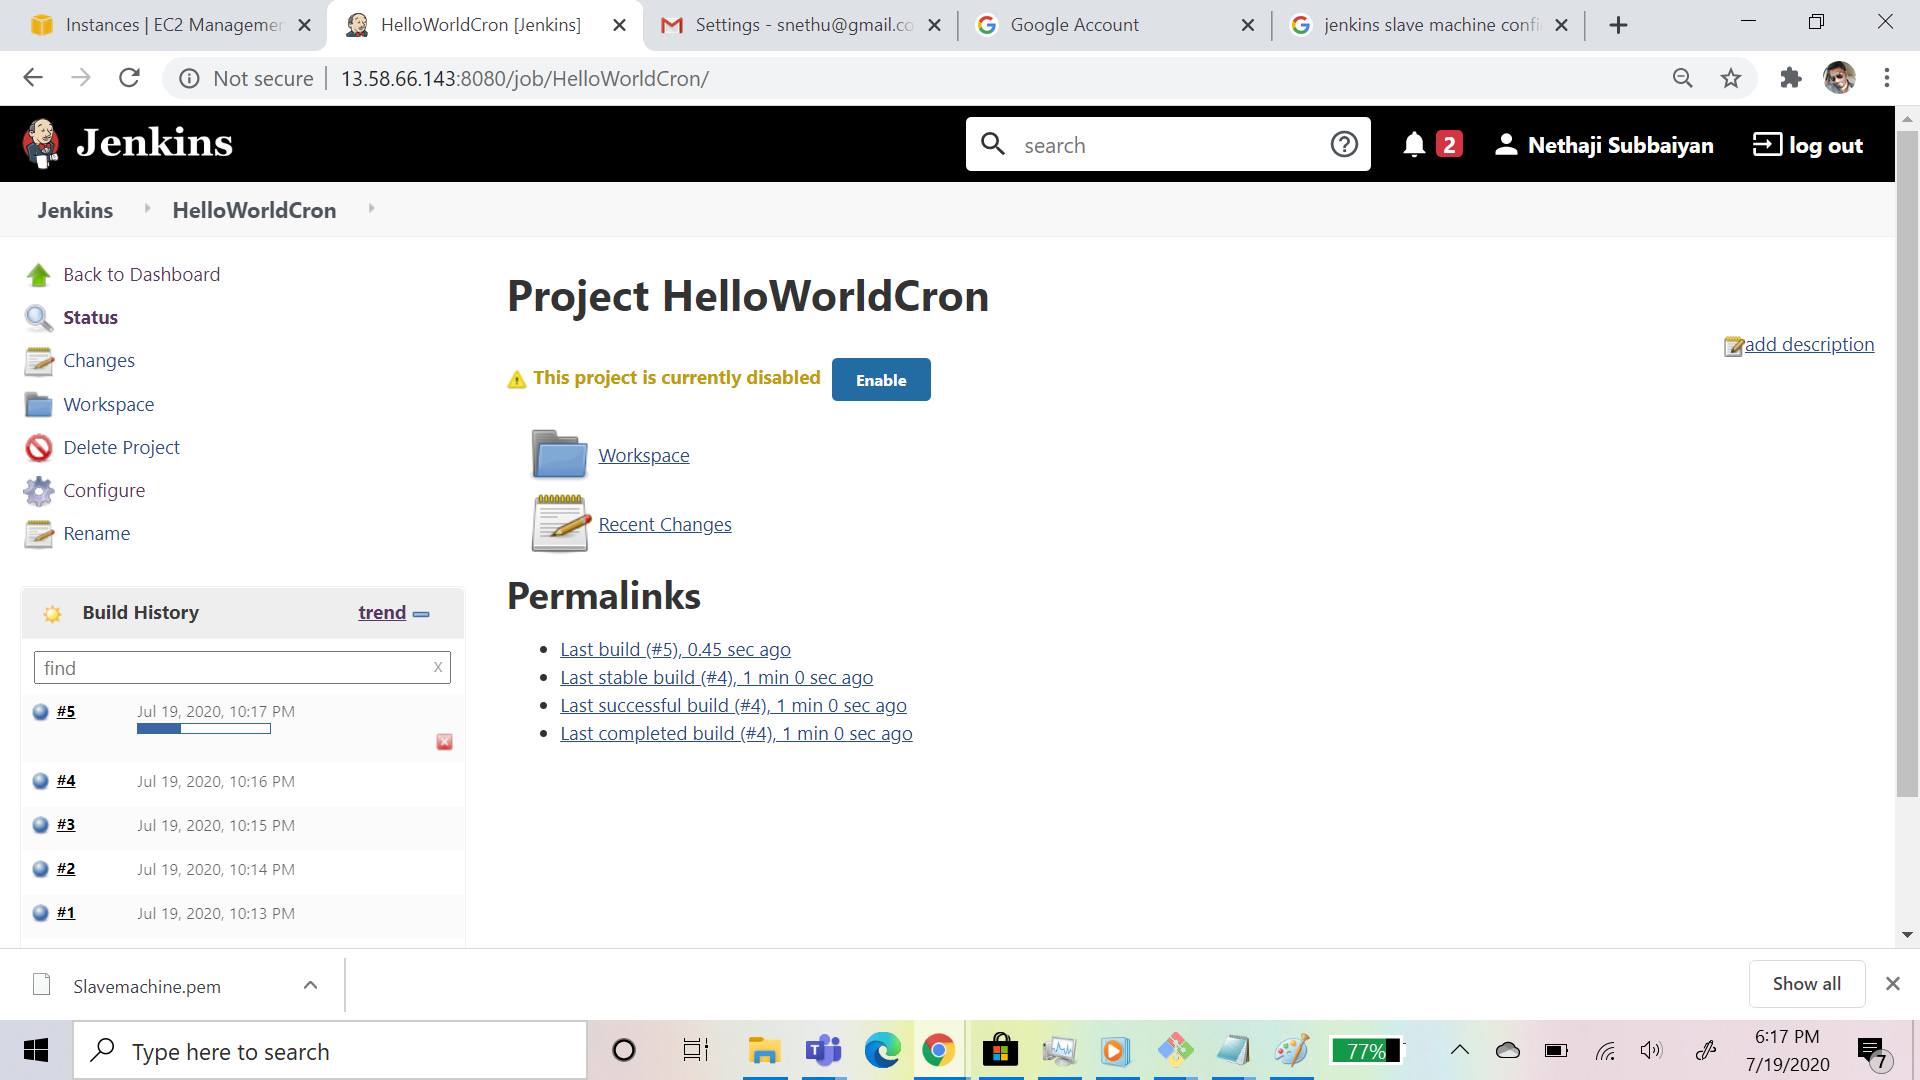 Instances | EC2 Managemen
HelloWorldCron [Jenkins]
Settings - snethu@gmail.co
Google Account
jenkins slave machine confi
Not secure
13.58.66.143:8080/job/HelloWorldCron/
Jenkins
search
2
Nethaji Subbaiyan
log out
Jenkins
HelloWorldCron
Back to Dashboard
Status
Changes
Workspace
Delete Project
Configure
Rename
Project HelloWorldCron
add description
This project is currently disabled
Enable
Workspace
Recent Changes
Permalinks
Last build (#5), 0.45 sec ago
Last stable build (#4), 1 min 0 sec ago
Last successful build (#4), 1 min 0 sec ago
Last completed build (#4), 1 min 0 sec ago
Build History
trend
find
x
#5 Jul 19, 2020, 10:17 PM
#4 Jul 19, 2020, 10:16 PM
#3 Jul 19, 2020, 10:15 PM
#2 Jul 19, 2020, 10:14 PM
#1 Jul 19, 2020, 10:13 PM
Slavemachine.pem
Show all
Type here to search
77%
6:17 PM
7/19/2020
7